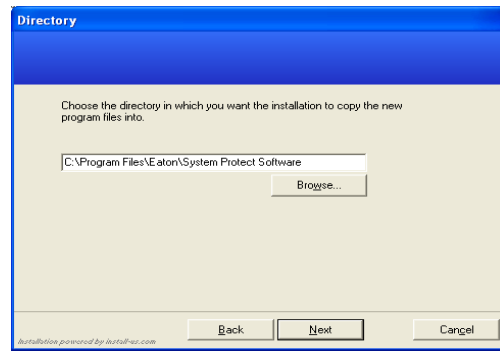 Directory
Choose the directory in which you want the installation to copy the new
program files into.
C:\Program Files\Eaton\System Protect Software
Browse...
Back
Next
Cancel
Installation powered by install-us.com